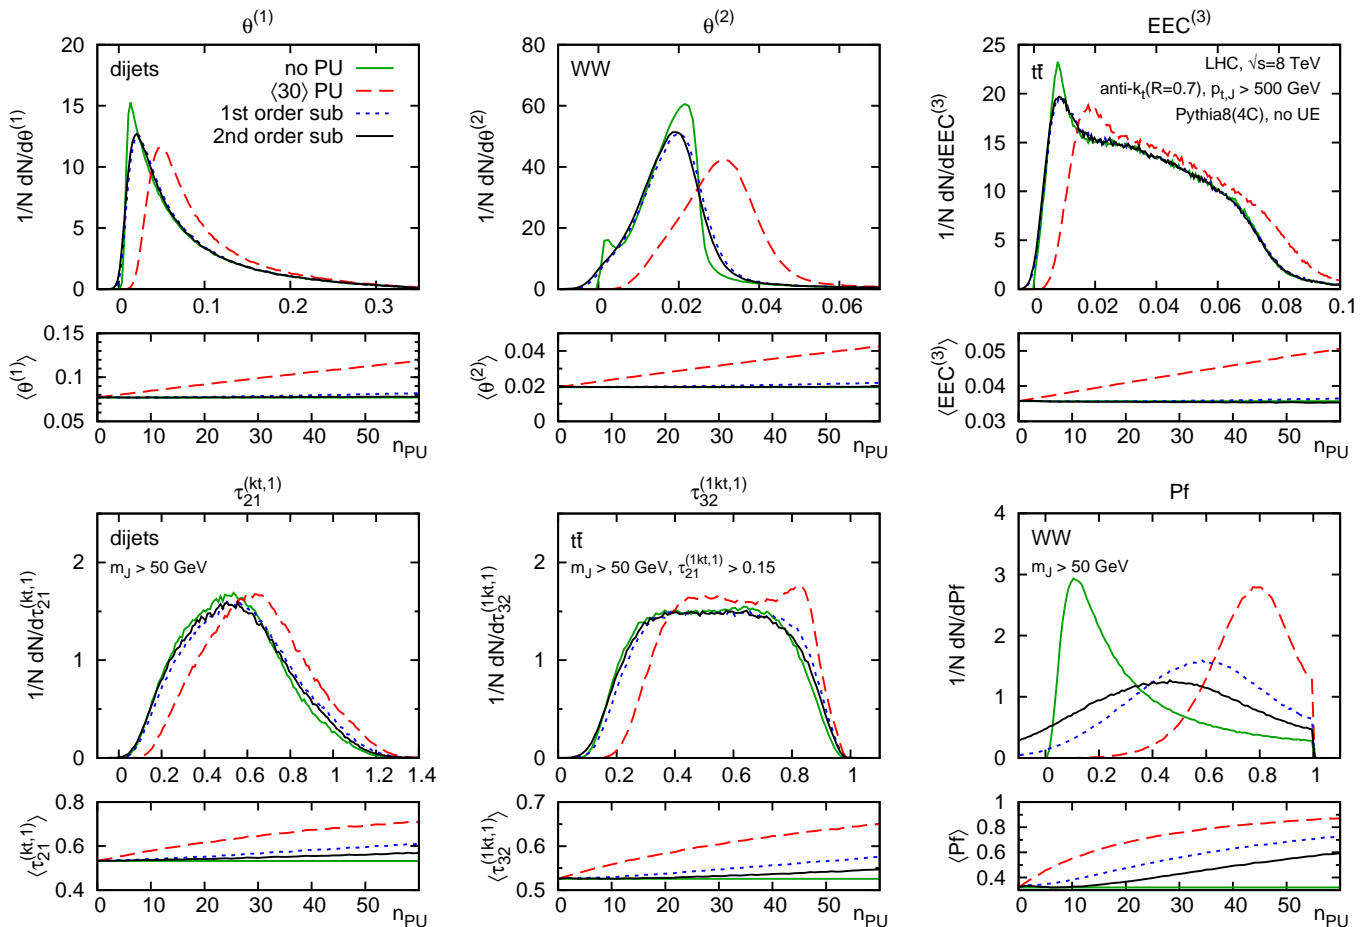 θ(1)
20
15
10
5
0
0 0.1 0.2 0.3
1/N dN/dθ(1)
dijets
no PU
⟨30⟩ PU
1st order sub
2nd order sub
0.15
0.1
0.05
0 10 20 30 40 50
⟨θ(1)⟩
nPU
θ(2)
80
60
40
20
0
0 0.02 0.04 0.06
1/N dN/dθ(2)
WW
0.04
0.02
0
0 10 20 30 40 50
⟨θ(2)⟩
nPU
EEC(3)
25
20
15
10
5
0
0 0.02 0.04 0.06 0.08 0.1
1/N dN/dEEC(3)
tt̄
LHC, √s=8 TeV
anti-kt(R=0.7), pt,J > 500 GeV
Pythia8(4C), no UE
0.05
0.04
0.03
0 10 20 30 40 50
⟨EEC(3)⟩
nPU
τ21(kt,1)
2
1
0
0 0.2 0.4 0.6 0.8 1 1.2 1.4
1/N dN/dτ21(kt,1)
dijets
mJ > 50 GeV
0.8
0.6
0.4
0 10 20 30 40 50
⟨τ21(kt,1)⟩
nPU
τ32(1kt,1)
2
1
0
0 0.2 0.4 0.6 0.8 1
1/N dN/dτ32(1kt,1)
tt̄
mJ > 50 GeV, τ21(1kt,1) > 0.15
0.7
0.6
0.5
0 10 20 30 40 50
⟨τ32(1kt,1)⟩
nPU
Pf
4
3
2
1
0
0 0.2 0.4 0.6 0.8 1
1/N dN/dPf
WW
mJ > 50 GeV
1
0.8
0.6
0.4
0 10 20 30 40 50
⟨Pf⟩
nPU